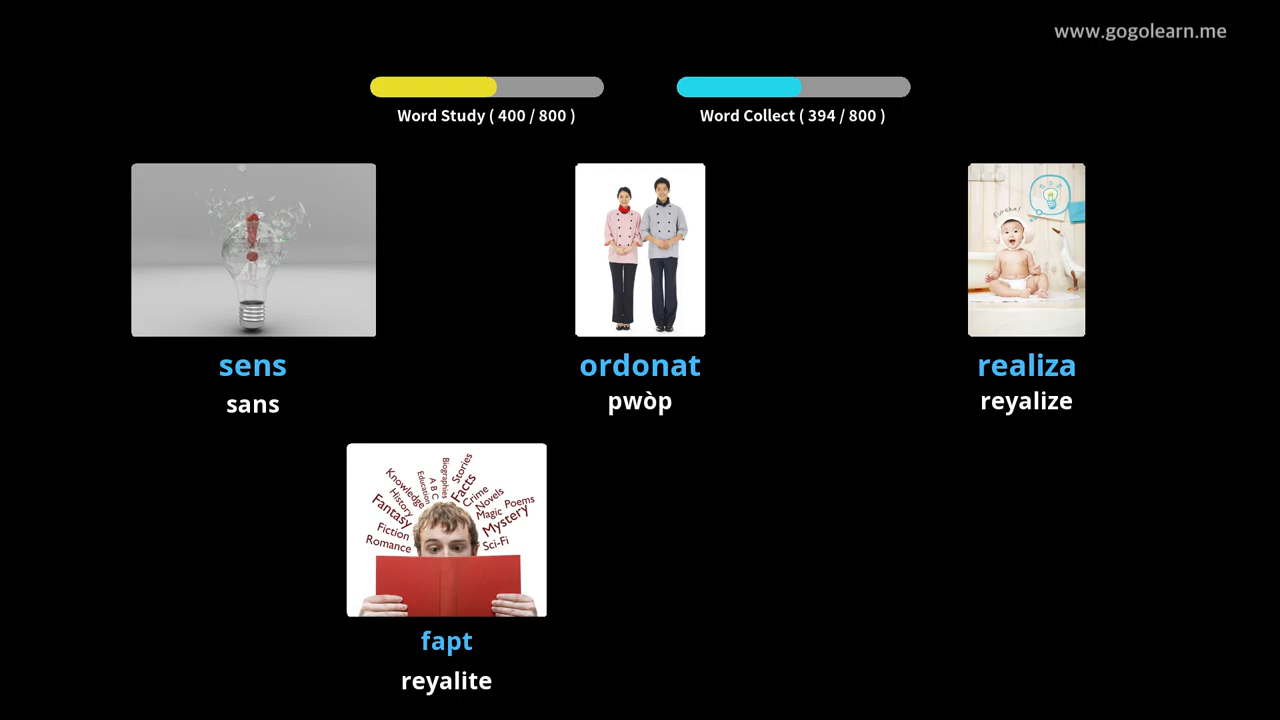 www.gogolearn.me
Word Study ( 400 / 800 )
Word Collect ( 394 / 800 )
Eureka!
sens
ordonat
realiza
sans
pwòp
reyalize
Biographies
Stories
Knowledge
Education
A B C
Facts
History
Crime
Novels
Fantasy
Magic
Poems
Fiction
Mystery
Romance
Sci-Fi
fapt
reyalite